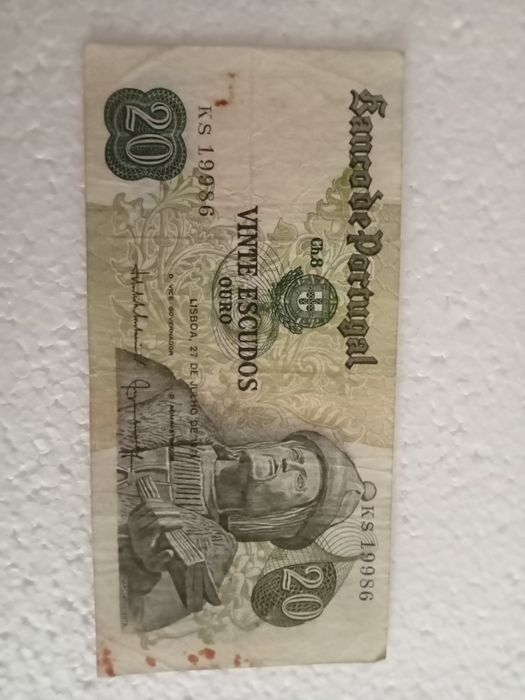 Banco de Portugal
Ch.8
KS 19986
20
VINTE ESCUDOS
OURO
KS 19986
20
LISBOA, 27 DE JULHO DE
O VICE-GOVERNADOR
O ADMINISTRADOR